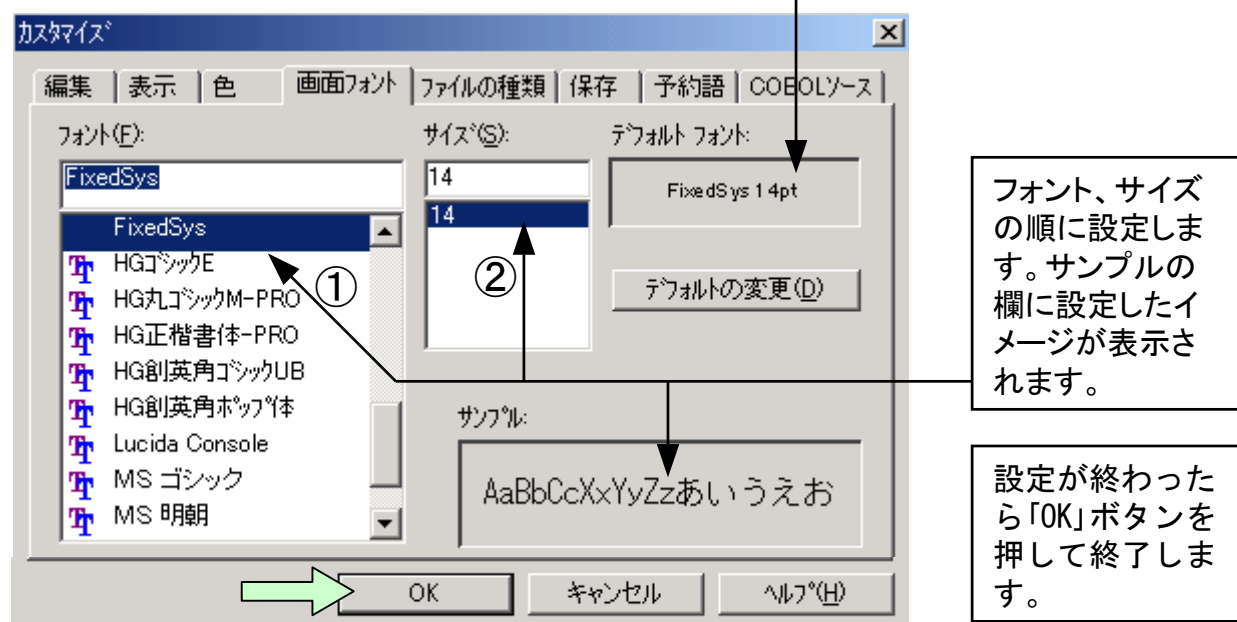 カスタマイズ
編集 表示 色 画面フォント ファイルの種類 保存 予約語 COBOLソース
フォント(F): サイズ(S): デフォルト フォント:
FixedSys 14
FixedSys 14pt
FixedSys 14
HGゴシックE
① ②
HG丸ゴシックM-PRO デフォルトの変更(D)
HG正楷書体-PRO
HG創英角ゴシックUB
HG創英角ポップ体
Lucida Console
MS ゴシック
MS 明朝
サンプル:
AaBbCcXxYyZzあいうえお
OK キャンセル ヘルプ(H)
フォント、サイズ
の順に設定しま
す。サンプルの
欄に設定したイ
メージが表示さ
れます。
設定が終わった
ら「OK」ボタンを
押して終了しま
す。